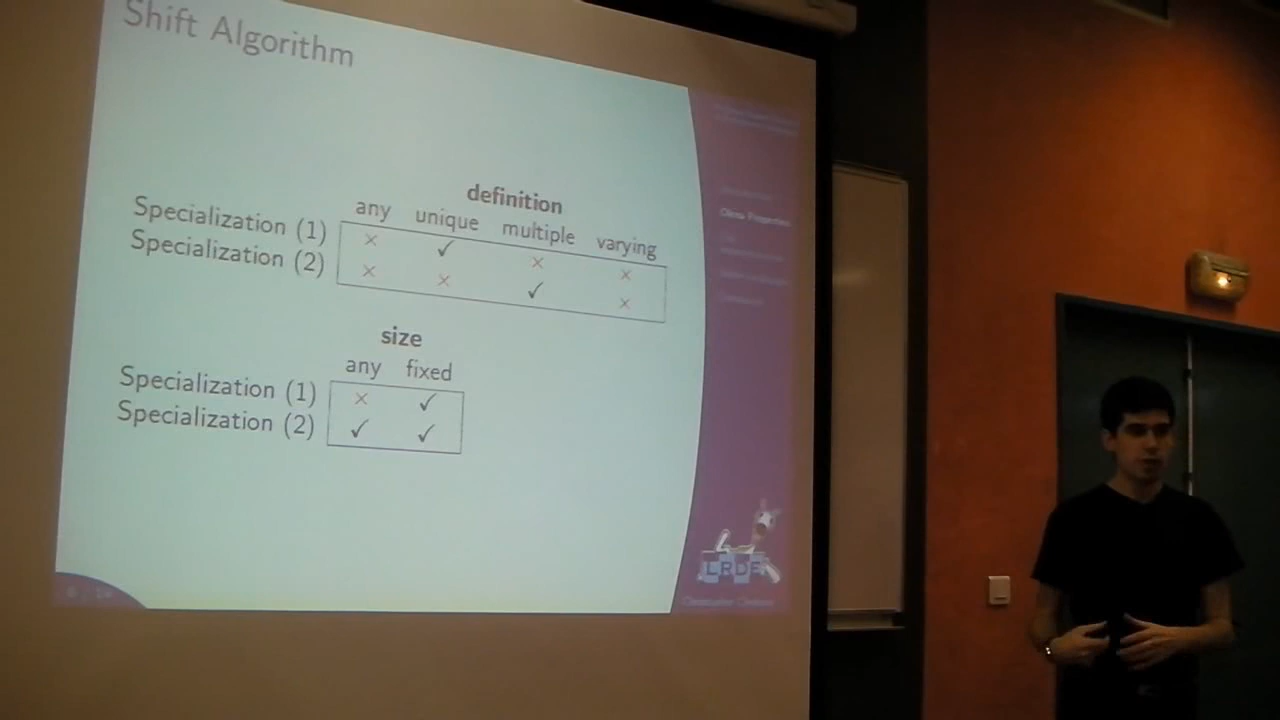 Shift Algorithm
definition
any unique multiple varying
Specialization (1) × ✓ × ×
Specialization (2) × × ✓ ×
size
any fixed
Specialization (1) × ✓
Specialization (2) ✓ ✓
LRDE